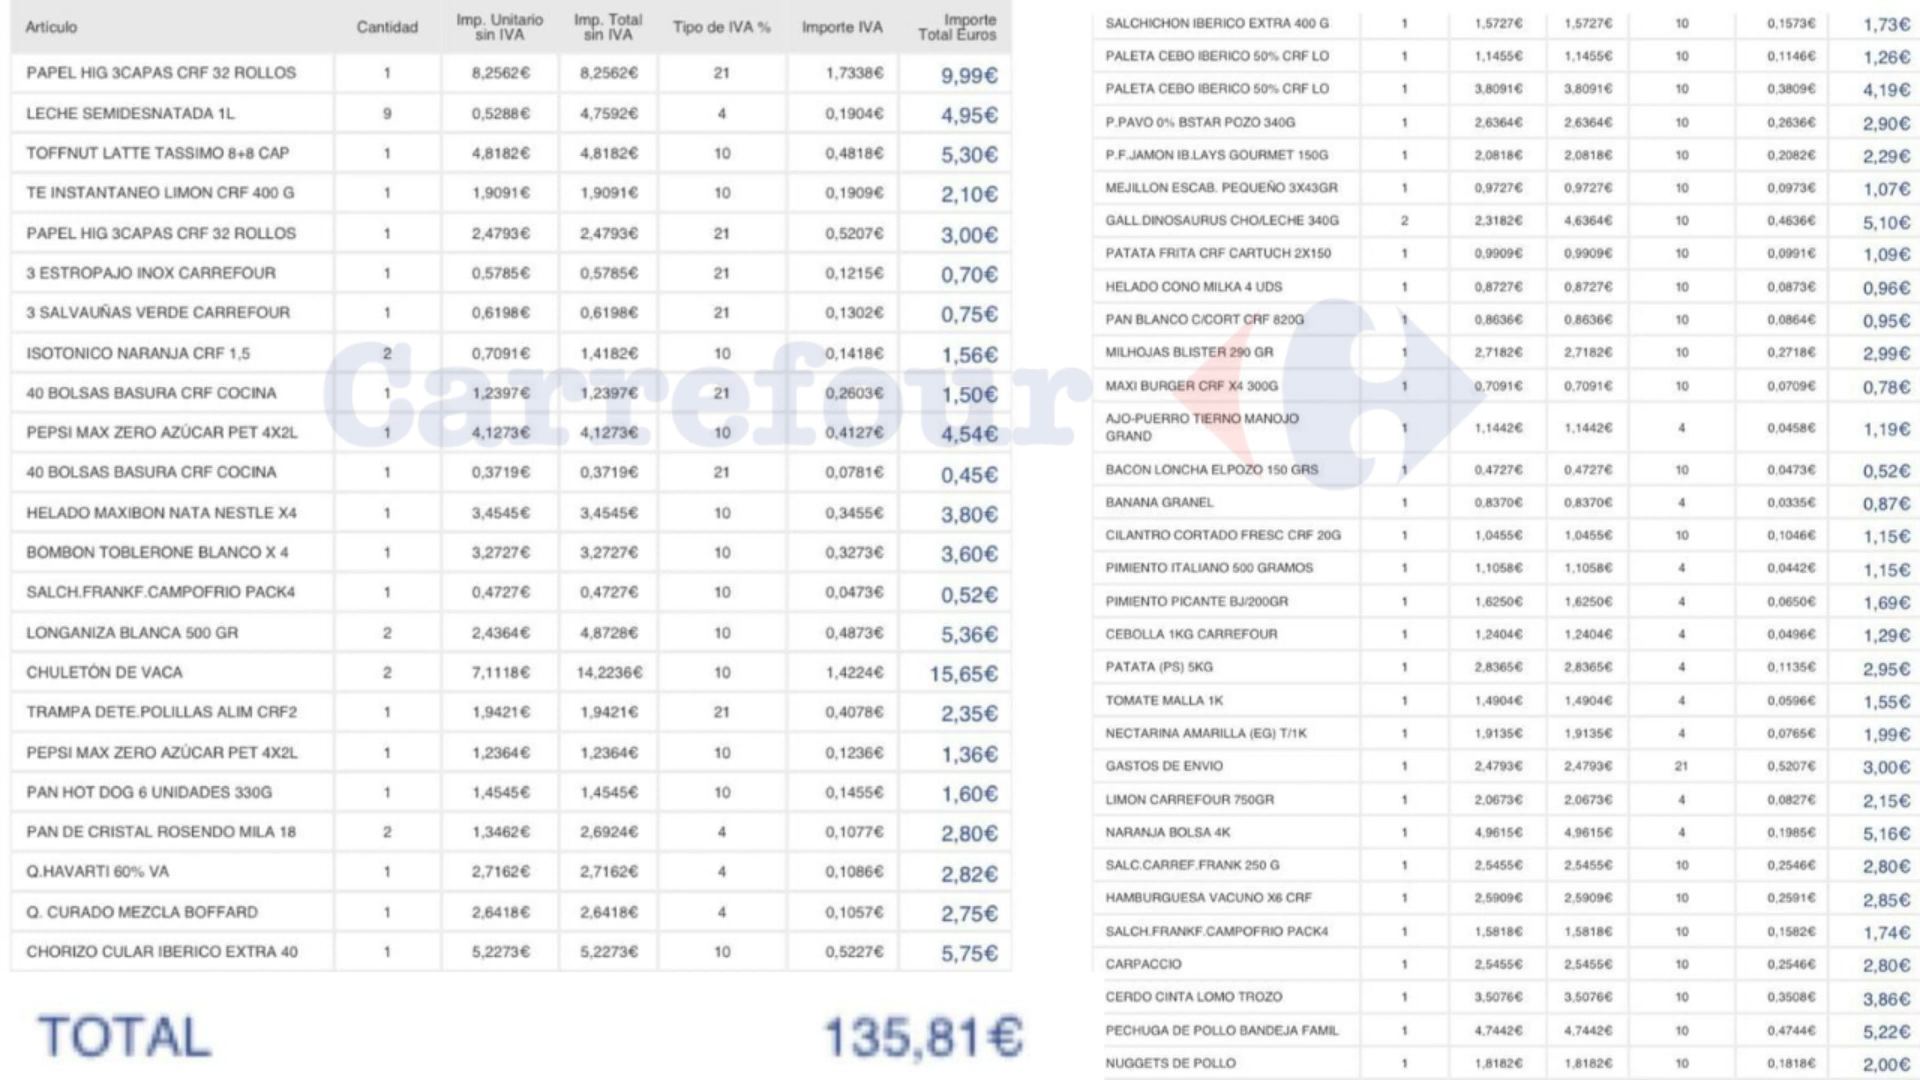 Artículo Cantidad Imp. Unitario sin IVA Imp. Total sin IVA Tipo de IVA % Importe IVA Importe Total Euros
PAPEL HIG 3CAPAS CRF 32 ROLLOS 1 8,2562€ 8,2562€ 21 1,7338€ 9,99€
LECHE SEMIDESNATADA 1L 9 0,5288€ 4,7592€ 4 0,1904€ 4,95€
TOFFNUT LATTE TASSIMO 8+8 CAP 1 4,8182€ 4,8182€ 10 0,4818€ 5,30€
TE INSTANTANEO LIMON CRF 400 G 1 1,9091€ 1,9091€ 10 0,1909€ 2,10€
PAPEL HIG 3CAPAS CRF 32 ROLLOS 1 2,4793€ 2,4793€ 21 0,5207€ 3,00€
3 ESTROPAJO INOX CARREFOUR 1 0,5785€ 0,5785€ 21 0,1215€ 0,70€
3 SALVAUÑAS VERDE CARREFOUR 1 0,6198€ 0,6198€ 21 0,1302€ 0,75€
ISOTONICO NARANJA CRF 1,5 2 0,7091€ 1,4182€ 10 0,1418€ 1,56€
40 BOLSAS BASURA CRF COCINA 1 1,2397€ 1,2397€ 21 0,2603€ 1,50€
PEPSI MAX ZERO AZÚCAR PET 4X2L 1 4,1273€ 4,1273€ 10 0,4127€ 4,54€
40 BOLSAS BASURA CRF COCINA 1 0,3719€ 0,3719€ 21 0,0781€ 0,45€
HELADO MAXIBON NATA NESTLE X4 1 3,4545€ 3,4545€ 10 0,3455€ 3,80€
BOMBON TOBLERONE BLANCO X 4 1 3,2727€ 3,2727€ 10 0,3273€ 3,60€
SALCH.FRANKF.CAMPOFRIO PACK4 1 0,4727€ 0,4727€ 10 0,0473€ 0,52€
LONGANIZA BLANCA 500 GR 2 2,4364€ 4,8728€ 10 0,4873€ 5,36€
CHULETÓN DE VACA 2 7,1118€ 14,2236€ 10 1,4224€ 15,65€
TRAMPA DETE.POLILLAS ALIM CRF2 1 1,9421€ 1,9421€ 21 0,4078€ 2,35€
PEPSI MAX ZERO AZÚCAR PET 4X2L 1 1,2364€ 1,2364€ 10 0,1236€ 1,36€
PAN HOT DOG 6 UNIDADES 330G 1 1,4545€ 1,4545€ 10 0,1455€ 1,60€
PAN DE CRISTAL ROSENDO MILA 18 2 1,3462€ 2,6924€ 4 0,1077€ 2,80€
Q.HAVARTI 60% VA 1 2,7162€ 2,7162€ 4 0,1086€ 2,82€
Q. CURADO MEZCLA BOFFARD 1 2,6418€ 2,6418€ 4 0,1057€ 2,75€
CHORIZO CULAR IBERICO EXTRA 40 1 5,2273€ 5,2273€ 10 0,5227€ 5,75€
TOTAL 135,81€
Carrefour
SALCHICHON IBERICO EXTRA 400 G 1 1,5727€ 1,5727€ 10 0,1573€ 1,73€
PALETA CEBO IBERICO 50% CRF LO 1 1,1455€ 1,1455€ 10 0,1146€ 1,26€
PALETA CEBO IBERICO 50% CRF LO 1 3,8091€ 3,8091€ 10 0,3809€ 4,19€
P.PAVO 0% BSTAR POZO 340G 1 2,6364€ 2,6364€ 10 0,2636€ 2,90€
P.F.JAMON IB.LAYS GOURMET 150G 1 2,0818€ 2,0818€ 10 0,2082€ 2,29€
MEJILLON ESCAB. PEQUEÑO 3X43GR 1 0,9727€ 0,9727€ 10 0,0973€ 1,07€
GALL.DINOSAURUS CHO/LECHE 340G 2 2,3182€ 4,6364€ 10 0,4636€ 5,10€
PATATA FRITA CRF CARTUCH 2X150 1 0,9909€ 0,9909€ 10 0,0991€ 1,09€
HELADO CONO MILKA 4 UDS 1 0,8727€ 0,8727€ 10 0,0873€ 0,96€
PAN BLANCO C/CORT CRF 820G 1 0,8636€ 0,8636€ 10 0,0864€ 0,95€
MILHOJAS BLISTER 290 GR 1 2,7182€ 2,7182€ 10 0,2718€ 2,99€
MAXI BURGER CRF X4 300G 1 0,7091€ 0,7091€ 10 0,0709€ 0,78€
AJO-PUERRO TIERNO MANOJO
GRAND 1 1,1442€ 1,1442€ 4 0,0458€ 1,19€
BACON LONCHA ELPOZO 150 GRS 1 0,4727€ 0,4727€ 10 0,0473€ 0,52€
BANANA GRANEL 1 0,8370€ 0,8370€ 4 0,0335€ 0,87€
CILANTRO CORTADO FRESC CRF 20G 1 1,0455€ 1,0455€ 10 0,1046€ 1,15€
PIMIENTO ITALIANO 500 GRAMOS 1 1,1058€ 1,1058€ 4 0,0442€ 1,15€
PIMIENTO PICANTE BJ/200GR 1 1,6250€ 1,6250€ 4 0,0650€ 1,69€
CEBOLLA 1KG CARREFOUR 1 1,2404€ 1,2404€ 4 0,0496€ 1,29€
PATATA (PS) 5KG 1 2,8365€ 2,8365€ 4 0,1135€ 2,95€
TOMATE MALLA 1K 1 1,4904€ 1,4904€ 4 0,0596€ 1,55€
NECTARINA AMARILLA (EG) T/1K 1 1,9135€ 1,9135€ 4 0,0765€ 1,99€
GASTOS DE ENVIO 1 2,4793€ 2,4793€ 21 0,5207€ 3,00€
LIMON CARREFOUR 750GR 1 2,0673€ 2,0673€ 4 0,0827€ 2,15€
NARANJA BOLSA 4K 1 4,9615€ 4,9615€ 4 0,1985€ 5,16€
SALC.CARREF.FRANK 250 G 1 2,5455€ 2,5455€ 10 0,2546€ 2,80€
HAMBURGUESA VACUNO X6 CRF 1 2,5909€ 2,5909€ 10 0,2591€ 2,85€
SALCH.FRANKF.CAMPOFRIO PACK4 1 1,5818€ 1,5818€ 10 0,1582€ 1,74€
CARPACCIO 1 2,5455€ 2,5455€ 10 0,2546€ 2,80€
CERDO CINTA LOMO TROZO 1 3,5076€ 3,5076€ 10 0,3508€ 3,86€
PECHUGA DE POLLO BANDEJA FAMIL 1 4,7442€ 4,7442€ 10 0,4744€ 5,22€
NUGGETS DE POLLO 1 1,8182€ 1,8182€ 10 0,1818€ 2,00€